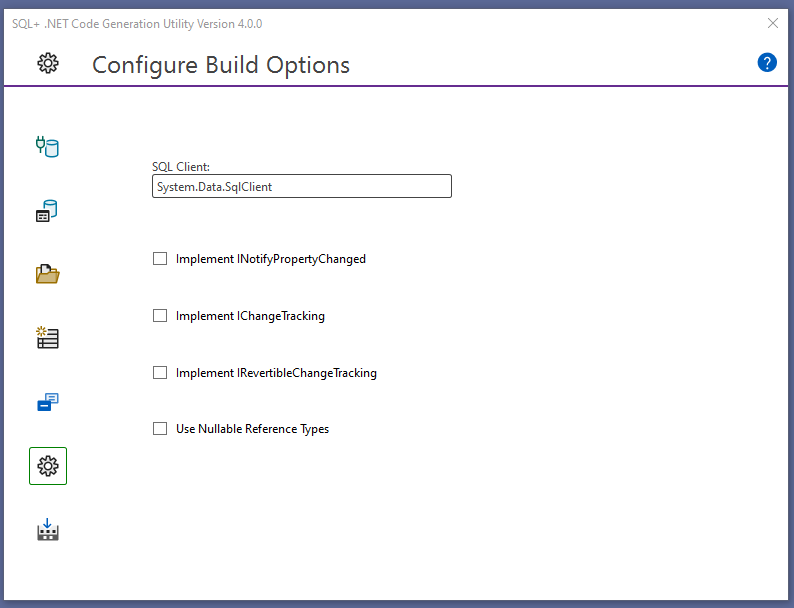 SQL+ .NET Code Generation Utility Version 4.0.0
Configure Build Options
?
SQL Client:
System.Data.SqlClient
Implement INotifyPropertyChanged
Implement IChangeTracking
Implement IRevertibleChangeTracking
Use Nullable Reference Types